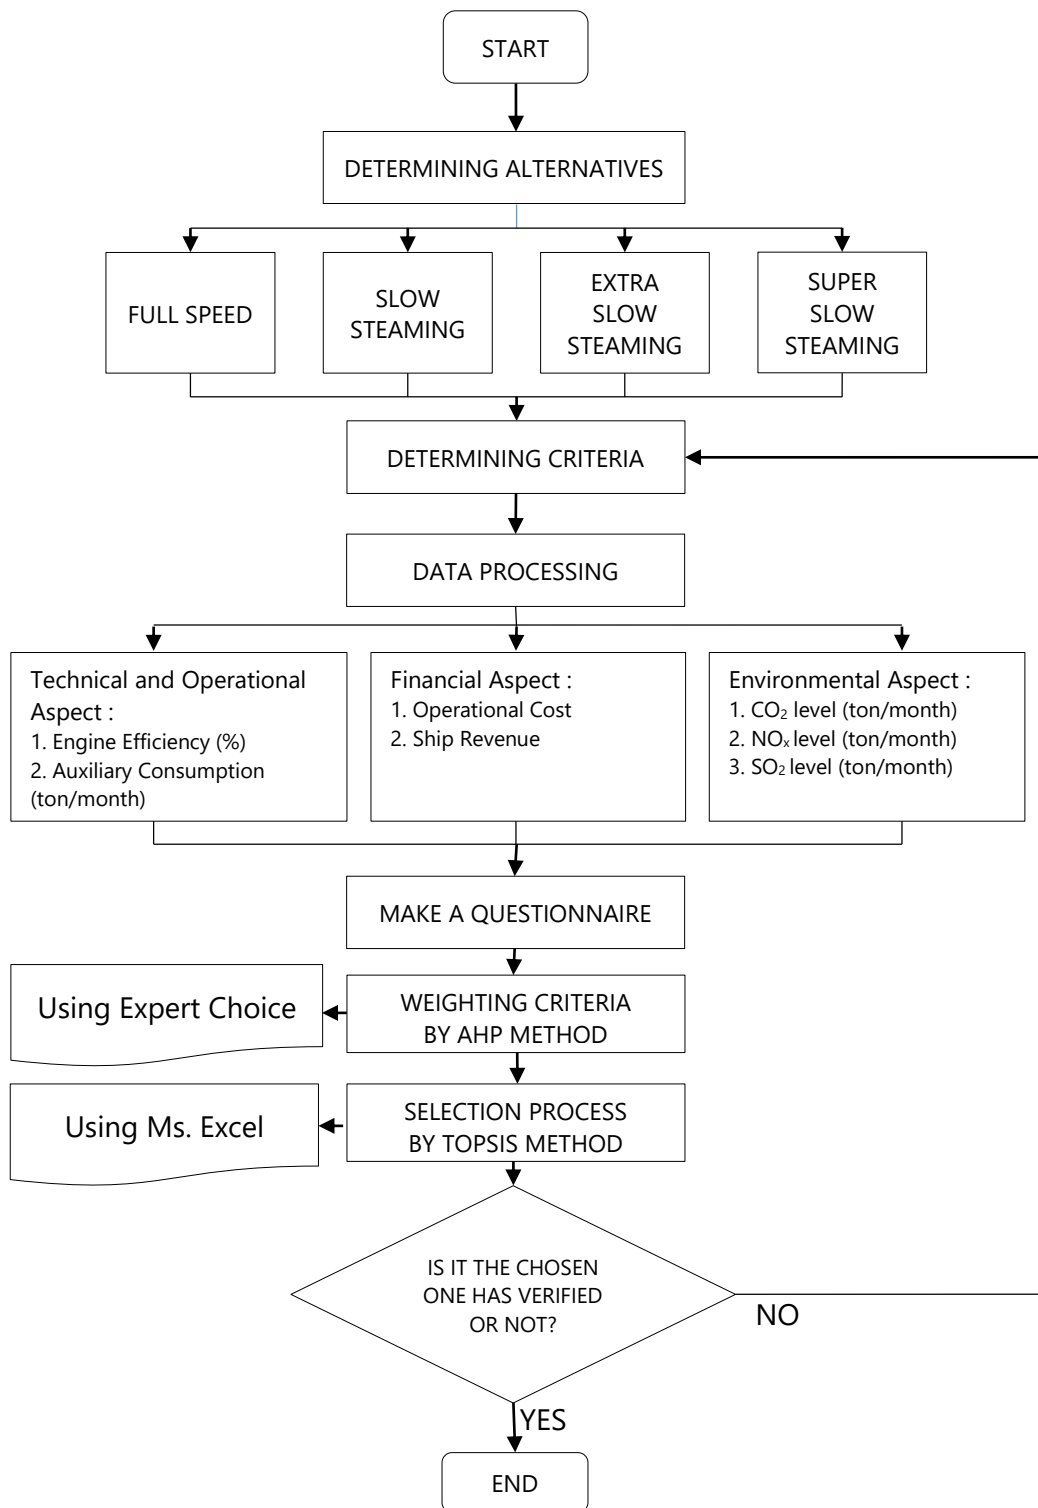 START
DETERMINING ALTERNATIVES
FULL SPEED
SLOW
STEAMING
EXTRA
SLOW
STEAMING
SUPER
SLOW
STEAMING
DETERMINING CRITERIA
DATA PROCESSING
Technical and Operational
Aspect :
1. Engine Efficiency (%)
2. Auxiliary Consumption
(ton/month)
Financial Aspect :
1. Operational Cost
2. Ship Revenue
Environmental Aspect :
1. CO₂ level (ton/month)
2. NOₓ level (ton/month)
3. SO₂ level (ton/month)
MAKE A QUESTIONNAIRE
Using Expert Choice
WEIGHTING CRITERIA
BY AHP METHOD
Using Ms. Excel
SELECTION PROCESS
BY TOPSIS METHOD
IS IT THE CHOSEN
ONE HAS VERIFIED
OR NOT?
NO
YES
END